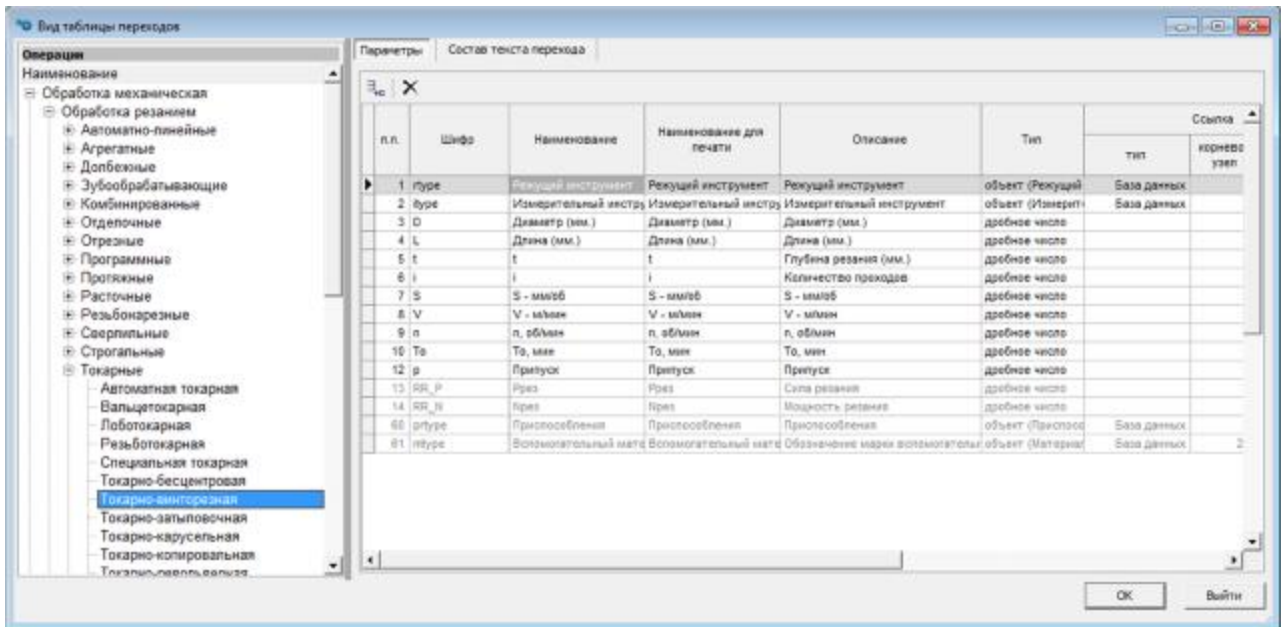 Вид таблицы переходов
Операции
Наименование
Обработка механическая
Обработка резанием
Автоматно-линейные
Агрегатные
Долбежные
Зубообрабатывающие
Комбинированные
Отделочные
Отрезные
Программные
Протяжные
Расточные
Резьбонарезные
Сверлильные
Строгальные
Токарные
Автоматная токарная
Вальцетокарная
Лоботокарная
Резьботокарная
Специальная токарная
Токарно-бесцентровая
Токарно-винторезная
Токарно-затыловочная
Токарно-карусельная
Токарно-копировальная
Токарно-револьверная
Параметры Состав текста перехода
п.п. Шифр Наименование Наименование для печати Описание Тип Ссылка
тип корнево узел
1 rtype Режущий инструмент Режущий инструмент Режущий инструмент объект (Режущий База данных
2 itype Измерительный инстру Измерительный инстру Измерительный инструмент объект (Измерит База данных
3 D Диаметр (мм.) Диаметр (мм.) Диаметр (мм.) дробное число
4 L Длина (мм.) Длина (мм.) Длина (мм.) дробное число
5 t t t Глубина резания (мм.) дробное число
6 i i i Количество проходов дробное число
7 S S - мм/об S - мм/об S - мм/об дробное число
8 V V - м/мин V - м/мин V - м/мин дробное число
9 n n, об/мин n, об/мин n, об/мин дробное число
10 To To, мин To, мин To, мин дробное число
12 p Припуск Припуск Припуск дробное число
13 RR_P Ррез Ррез Сила резания дробное число
14 RR_N Nрез Nрез Мощность резания дробное число
60 prtype Приспособления Приспособления Приспособления объект (Приспосо База данных
61 mtype Вспомогательный мате Вспомогательный мате Обозначение марки вспомогательн объект (Материал База данных 2
OK Выйти